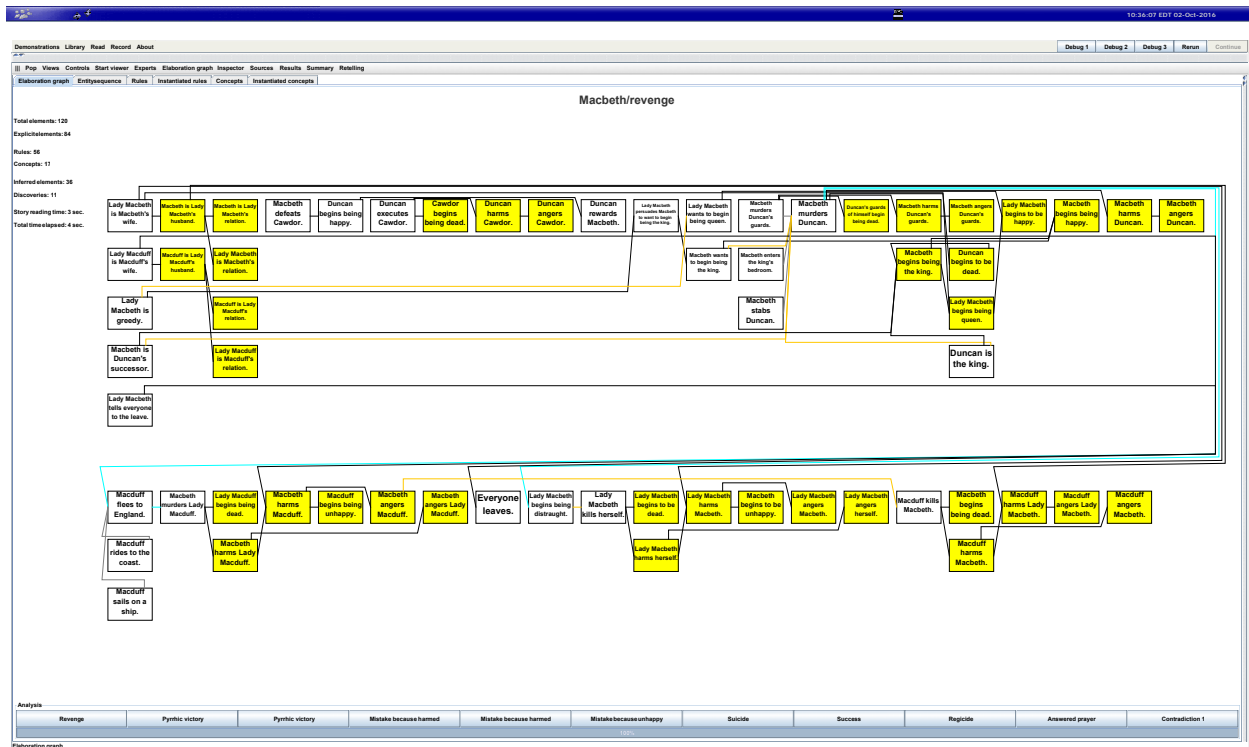 10:36:07 EDT 02-Oct-2016
Demonstrations Library Read Record About
Debug 1 Debug 2 Debug 3 Rerun Continue
||| Pop Views Controls Start viewer Experts Elaboration graph Inspector Sources Results Summary Retelling
Elaboration graph Entitysequence Rules Instantiated rules Concepts Instantiated concepts
Macbeth/revenge
Total elements: 120
Explicit elements: 84
Rules: 56
Concepts: 17
Inferred elements: 36
Discoveries: 11
Story reading time: 3 sec.
Total time elapsed: 4 sec.
Lady Macbeth
is Macbeth's
wife.
Macbeth is Lady
Macbeth's
husband.
Macbeth is Lady
Macbeth's
relation.
Macbeth
defeats
Cawdor.
Duncan
begins being
happy.
Duncan
executes
Cawdor.
Cawdor
begins
being dead.
Duncan
harms
Cawdor.
Duncan
angers
Cawdor.
Duncan
rewards
Macbeth.
Lady Macbeth
persuades Macbeth
to want to begin
being the king.
Lady Macbeth
wants to begin
being queen.
Macbeth
murders
Duncan's
guards.
Macbeth
murders
Duncan.
Duncan's guards
of himself begin
being dead.
Macbeth harms
Duncan's
guards.
Macbeth angers
Duncan's
guards.
Lady Macbeth
begins to be
happy.
Macbeth
begins being
happy.
Macbeth
harms
Duncan.
Macbeth
angers
Duncan.
Lady Macduff
is Macduff's
wife.
Macduff is Lady
Macduff's
husband.
Lady Macbeth
is Macbeth's
relation.
Macbeth wants
to begin being
the king.
Macbeth enters
the king's
bedroom.
Macbeth
begins being
the king.
Duncan
begins to be
dead.
Lady
Macbeth is
greedy.
Macduff is Lady
Macduff's
relation.
Macbeth
stabs
Duncan.
Lady Macbeth
begins being
queen.
Macbeth is
Duncan's
successor.
Lady Macduff
is Macduff's
relation.
Duncan is
the king.
Lady Macbeth
tells everyone
to the leave.
Macduff
flees to
England.
Macbeth
murders Lady
Macduff.
Lady Macduff
begins being
dead.
Macbeth
harms
Macduff.
Macduff
begins being
unhappy.
Macbeth
angers
Macduff.
Macbeth
angers Lady
Macduff.
Everyone
leaves.
Lady Macbeth
begins being
distraught.
Lady
Macbeth
kills herself.
Lady Macbeth
begins to be
dead.
Lady Macbeth
harms
Macbeth.
Macbeth
begins to be
unhappy.
Lady Macbeth
angers
Macbeth.
Lady Macbeth
angers
herself.
Macduff kills
Macbeth.
Macbeth
begins
being dead.
Macduff
harms Lady
Macbeth.
Macduff
angers Lady
Macbeth.
Macduff
angers
Macbeth.
Macduff
rides to the
coast.
Macbeth
harms Lady
Macduff.
Lady Macbeth
harms herself.
Macduff
harms
Macbeth.
Macduff
sails on a
ship.
Analysis
Revenge Pyrrhic victory Pyrrhic victory Mistake because harmed Mistake because harmed Mistake because unhappy Suicide Success Regicide Answered prayer Contradiction 1
100%
Elaboration graph